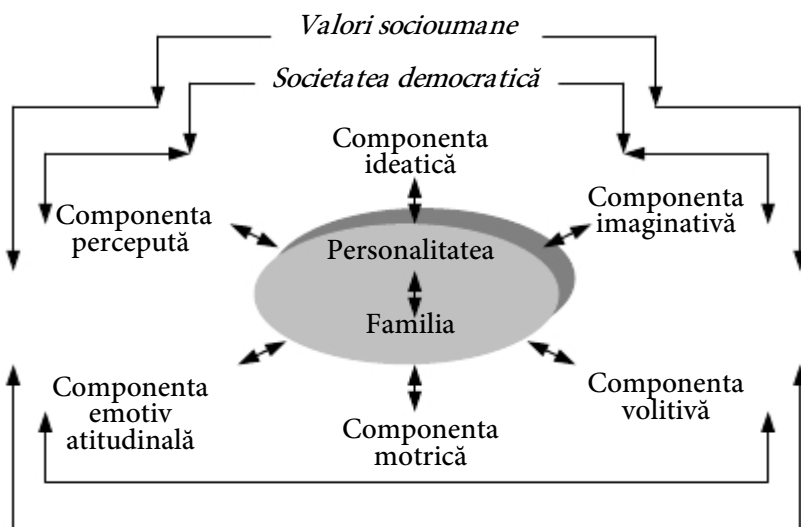 Valori socioumane
Societatea democratică
Componenta
ideatică
Componenta
percepută
Componenta
imaginativă
Personalitatea
Familia
Componenta
emotiv
atitudinală
Componenta
motrică
Componenta
volitivă